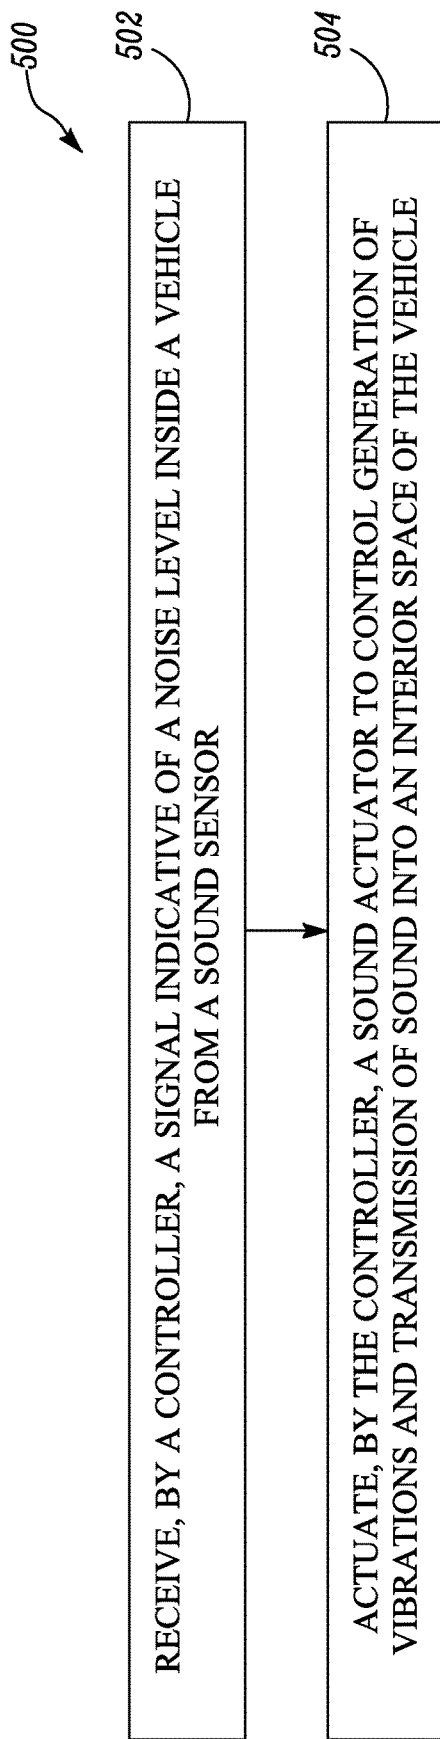 500
502
RECEIVE, BY A CONTROLLER, A SIGNAL INDICATIVE OF A NOISE LEVEL INSIDE A VEHICLE
FROM A SOUND SENSOR
504
ACTUATE, BY THE CONTROLLER, A SOUND ACTUATOR TO CONTROL GENERATION OF
VIBRATIONS AND TRANSMISSION OF SOUND INTO AN INTERIOR SPACE OF THE VEHICLE